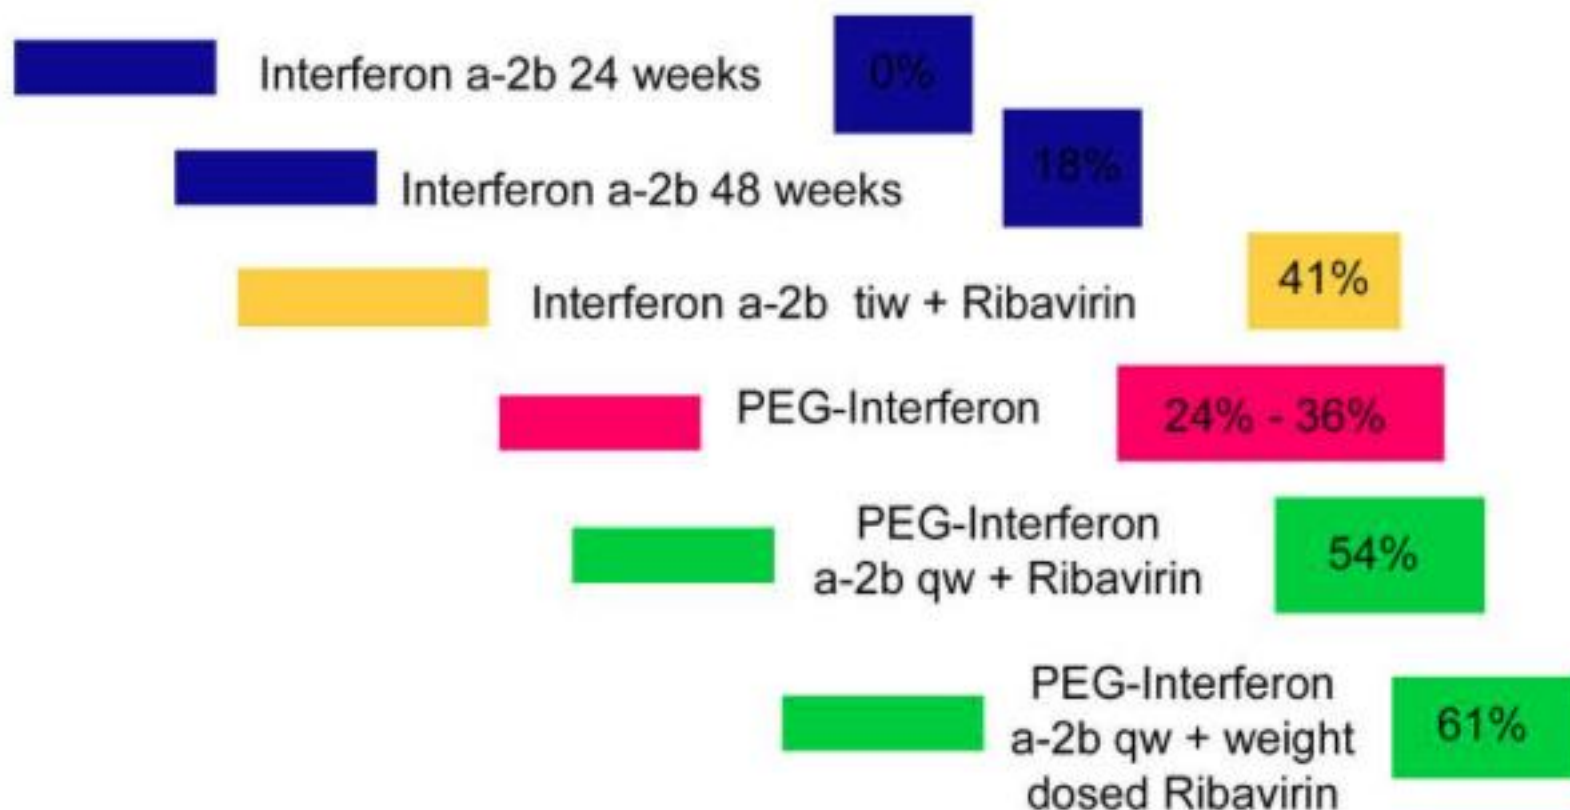 Interferon a-2b 24 weeks 0%
Interferon a-2b 48 weeks 18%
Interferon a-2b tiw + Ribavirin 41%
PEG-Interferon 24% - 36%
PEG-Interferon
a-2b qw + Ribavirin 54%
PEG-Interferon
a-2b qw + weight 61%
dosed Ribavirin